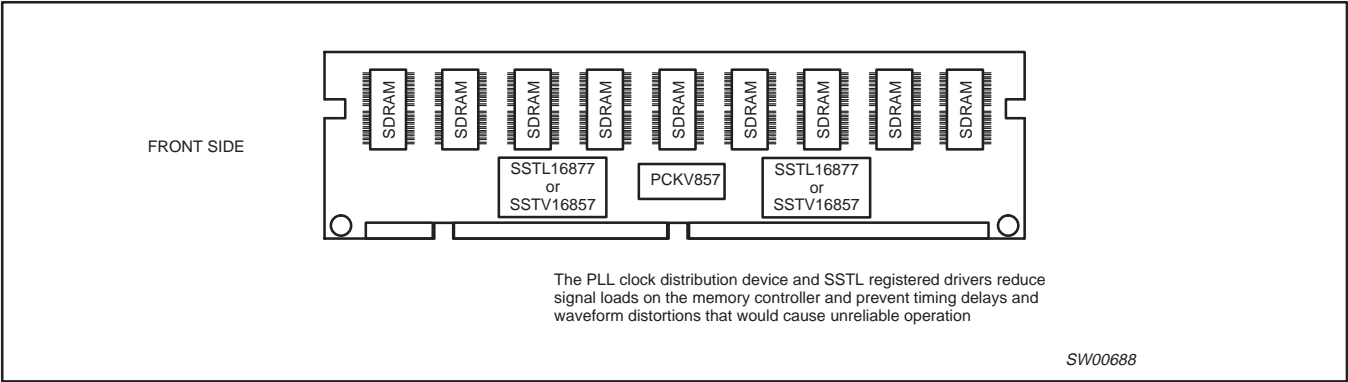 SDRAM SDRAM SDRAM SDRAM SDRAM SDRAM SDRAM SDRAM SDRAM
FRONT SIDE
SSTL16877
or
SSTV16857
PCKV857
SSTL16877
or
SSTV16857
The PLL clock distribution device and SSTL registered drivers reduce
signal loads on the memory controller and prevent timing delays and
waveform distortions that would cause unreliable operation
SW00688